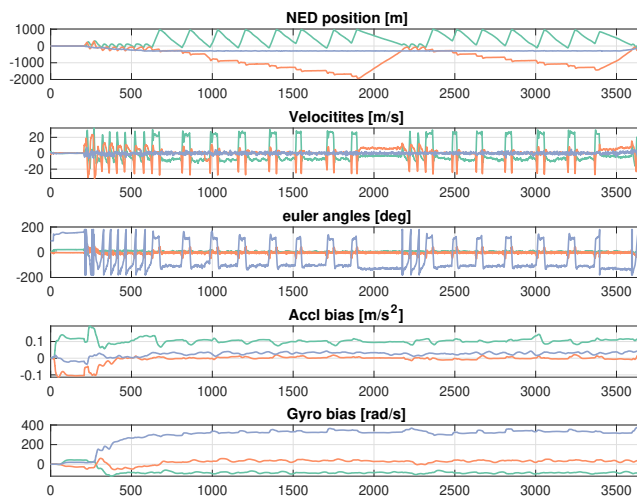 NED position [m]
1000
0
-1000
-2000
0 500 1000 1500 2000 2500 3000 3500
Velocitites [m/s]
20
0
-20
0 500 1000 1500 2000 2500 3000 3500
euler angles [deg]
200
0
-200
0 500 1000 1500 2000 2500 3000 3500
Accl bias [m/s²]
0.1
0
-0.1
0 500 1000 1500 2000 2500 3000 3500
Gyro bias [rad/s]
400
200
0
0 500 1000 1500 2000 2500 3000 3500